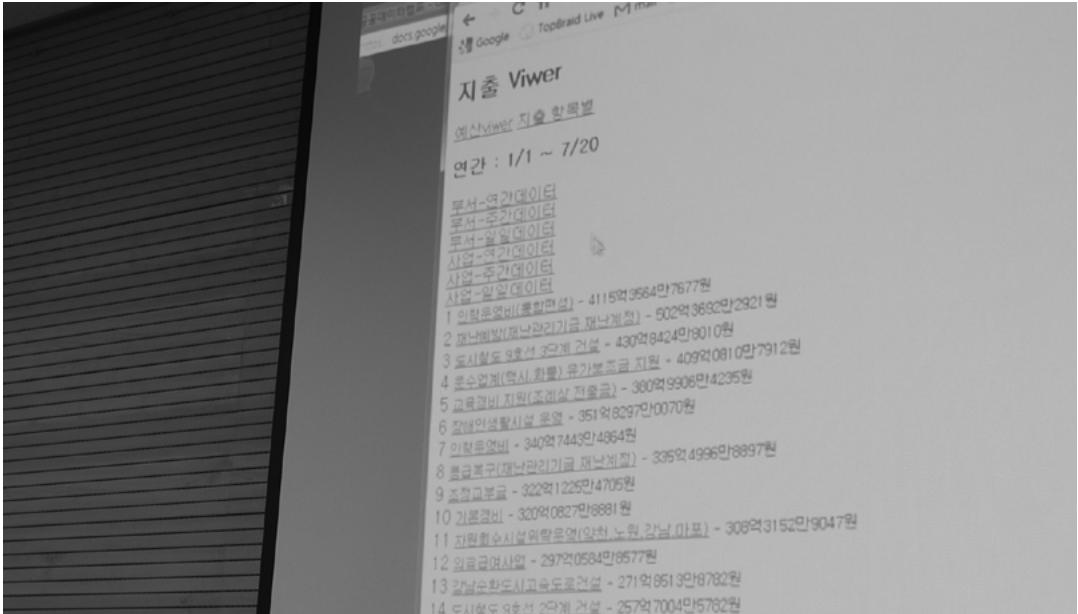 docs.google
Google TopBraid Live
지출 Viwer
예산viwer 지출 항목별
연간 : 1/1 ~ 7/20
부서-연간데이터
부서-주간데이터
부서-일일데이터
사업-연간데이터
사업-주간데이터
사업-일일데이터
1 인력운영비(통합편성) - 4115억3564만7677원
2 재난예방(재난관리기금 재난계정) - 502억3692만2921원
3 도시철도 9호선 3단계 건설 - 430억8424만8010원
4 운수업계(택시,화물) 유가보조금 지원 - 409억0810만7912원
5 교육경비 지원(조례상 전출금) - 380억9906만4235원
6 장애인생활시설 운영 - 351억8297만0070원
7 인력운영비 - 340억7443만4864원
8 응급복구(재난관리기금 재난계정) - 335억4996만8897원
9 조정교부금 - 322억1225만4705원
10 기본경비 - 320억0827만8881원
11 자원회수시설위탁운영(양천,노원,강남,마포) - 308억3152만9047원
12 의료급여사업 - 297억0584만8577원
13 강남순환도시고속도로건설 - 271억8513만8782원
14 도시철도 9호선 2단계 건설 - 257억7004만5782원